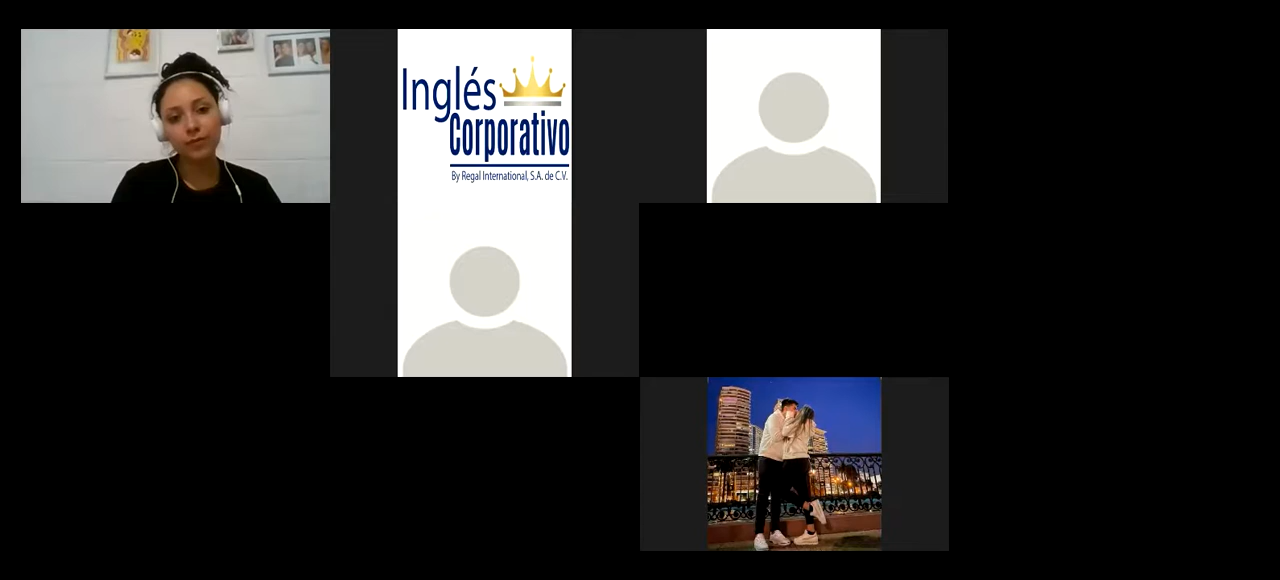 Inglés
Corporativo
By Regal International, S.A. de C.V.